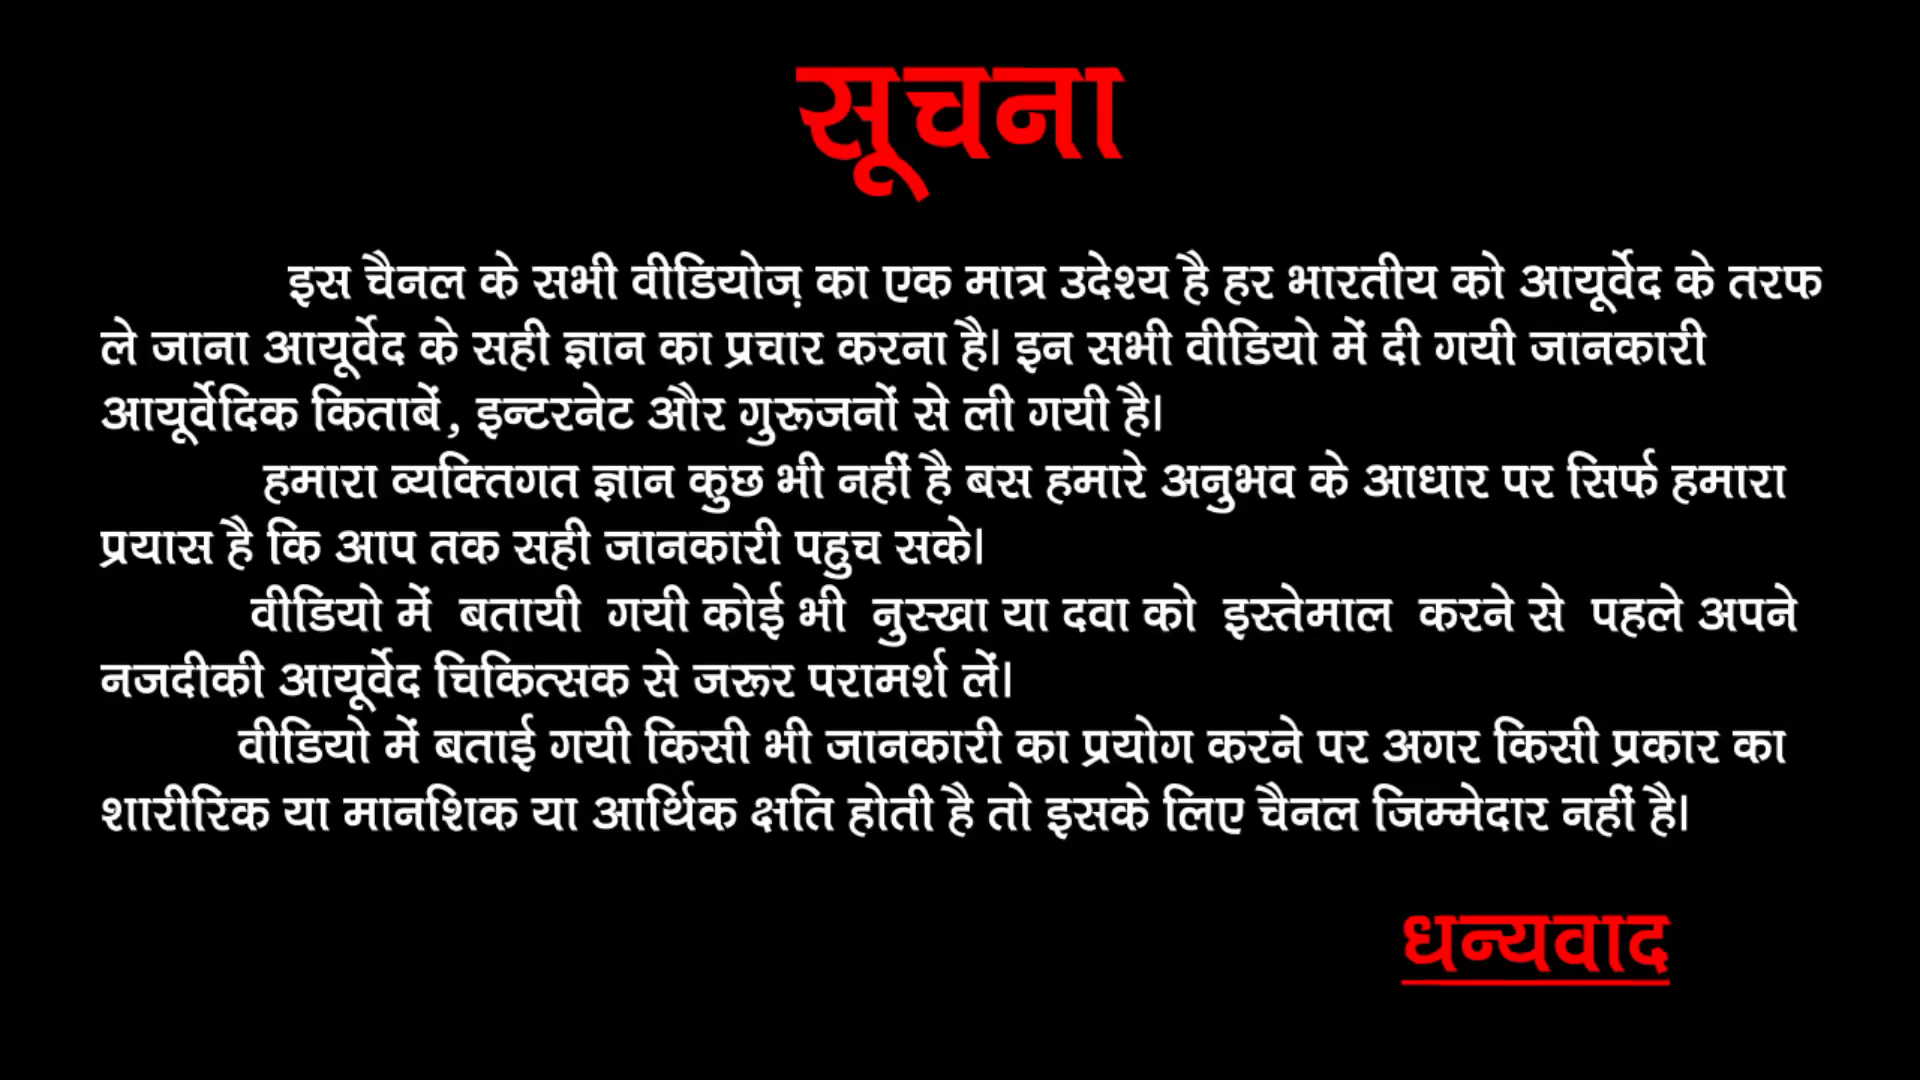 सूचना
इस चैनल के सभी वीडियोज़ का एक मात्र उदेश्य है हर भारतीय को आयूर्वेद के तरफ
ले जाना आयूर्वेद के सही ज्ञान का प्रचार करना है। इन सभी वीडियो में दी गयी जानकारी
आयूर्वेदिक किताबें, इन्टरनेट और गुरूजनों से ली गयी है।
हमारा व्यक्तिगत ज्ञान कुछ भी नहीं है बस हमारे अनुभव के आधार पर सिर्फ हमारा
प्रयास है कि आप तक सही जानकारी पहुच सके।
वीडियो में बतायी गयी कोई भी नुस्खा या दवा को इस्तेमाल करने से पहले अपने
नजदीकी आयूर्वेद चिकित्सक से जरूर परामर्श लें।
वीडियो में बताई गयी किसी भी जानकारी का प्रयोग करने पर अगर किसी प्रकार का
शारीरिक या मानशिक या आर्थिक क्षति होती है तो इसके लिए चैनल जिम्मेदार नहीं है।
धन्यवाद